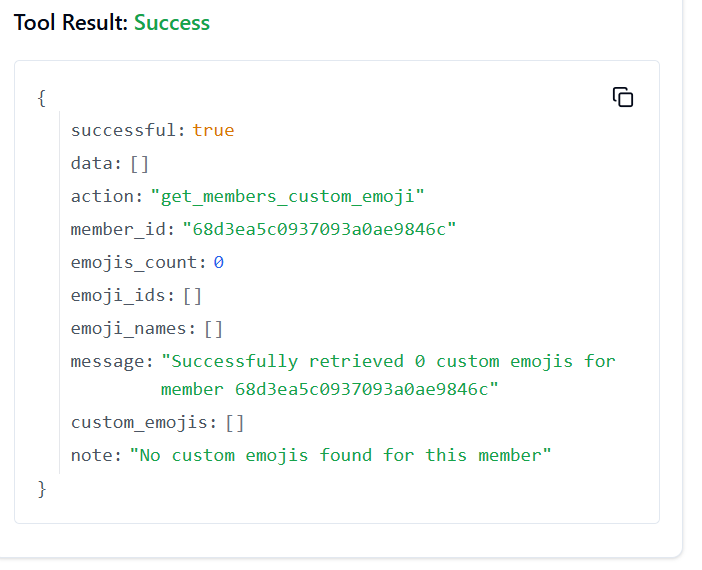 Tool Result: Success
{
successful: true
data: []
action: "get_members_custom_emoji"
member_id: "68d3ea5c0937093a0ae9846c"
emojis_count: 0
emoji_ids: []
emoji_names: []
message: "Successfully retrieved 0 custom emojis for
member 68d3ea5c0937093a0ae9846c"
custom_emojis: []
note: "No custom emojis found for this member"
}